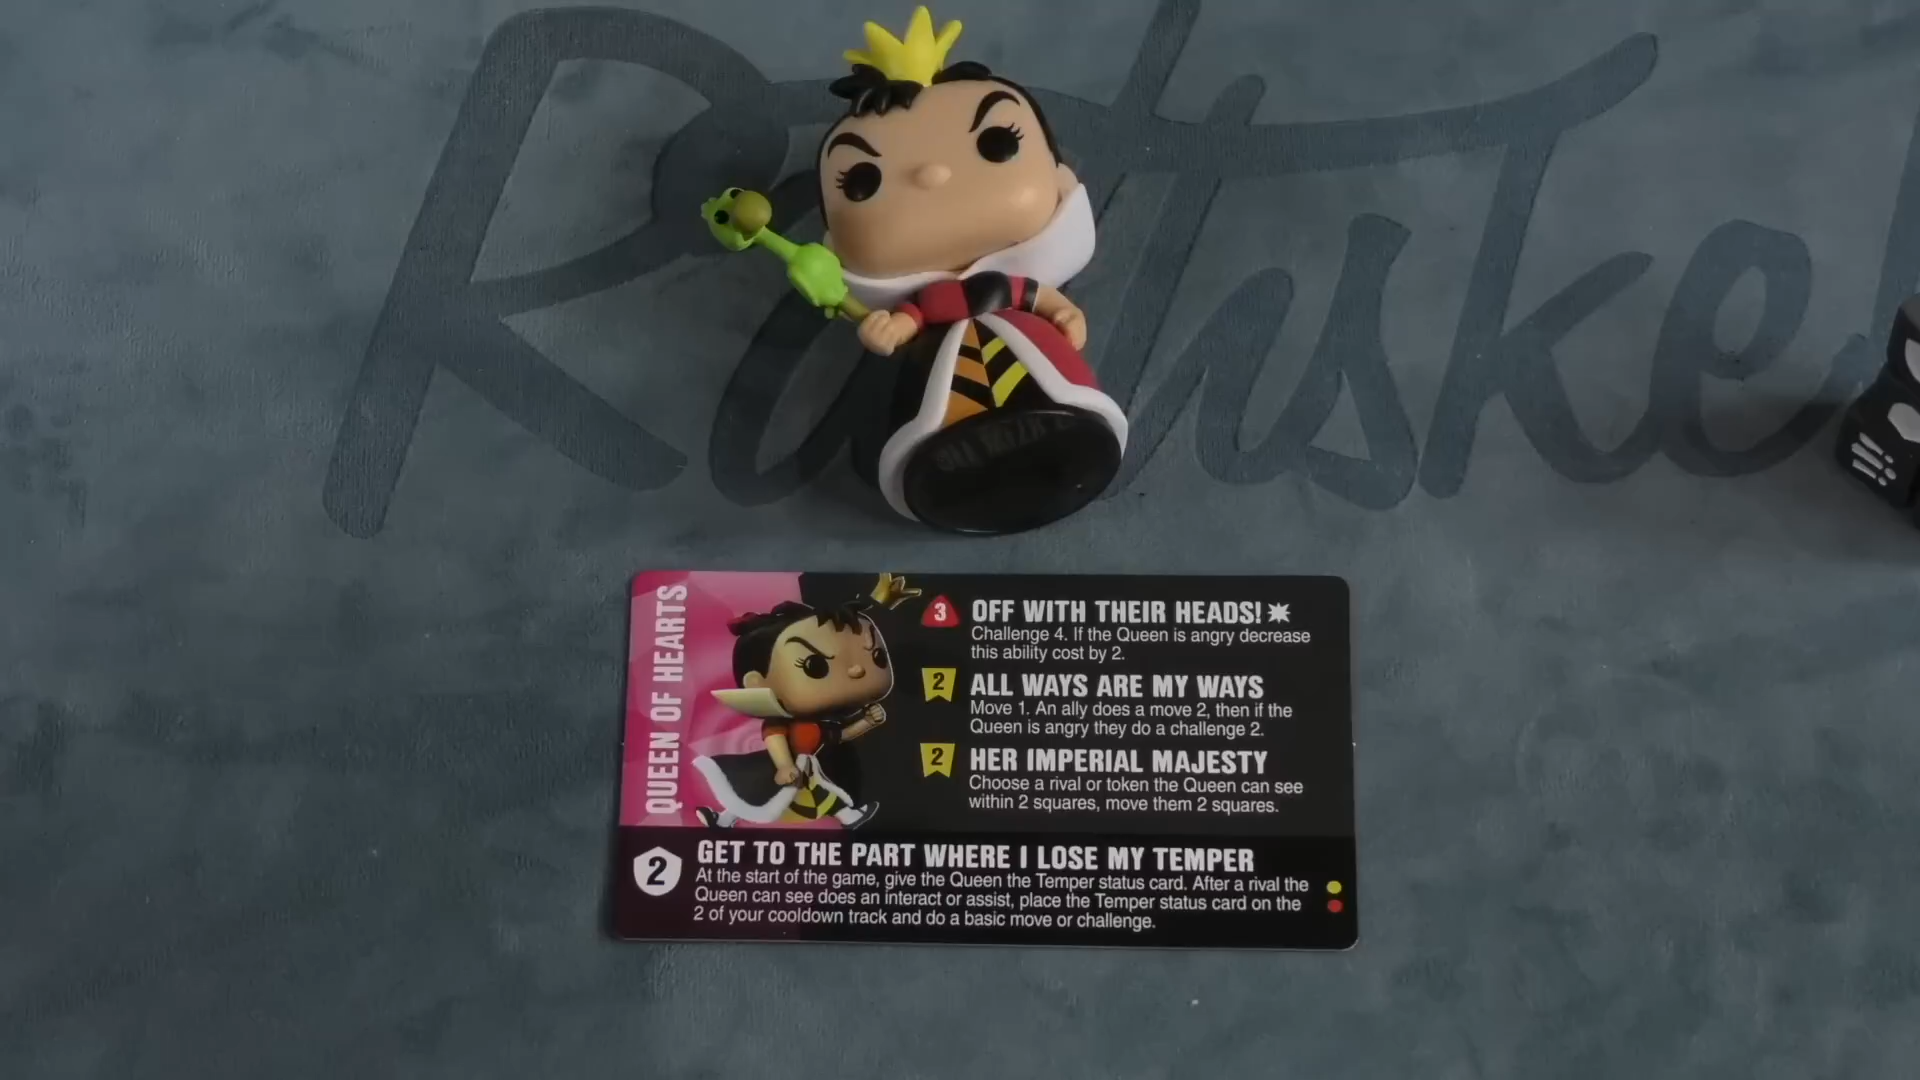 QUEEN OF HEARTS
3 OFF WITH THEIR HEADS!
Challenge 4. If the Queen is angry decrease
this ability cost by 2.
2 ALL WAYS ARE MY WAYS
Move 1. An ally does a move 2, then if the
Queen is angry they do a challenge 2.
2 HER IMPERIAL MAJESTY
Choose a rival or token the Queen can see
within 2 squares, move them 2 squares.
2 GET TO THE PART WHERE I LOSE MY TEMPER
At the start of the game, give the Queen the Temper status card. After a rival the
Queen can see does an interact or assist, place the Temper status card on the
2 of your cooldown track and do a basic move or challenge.